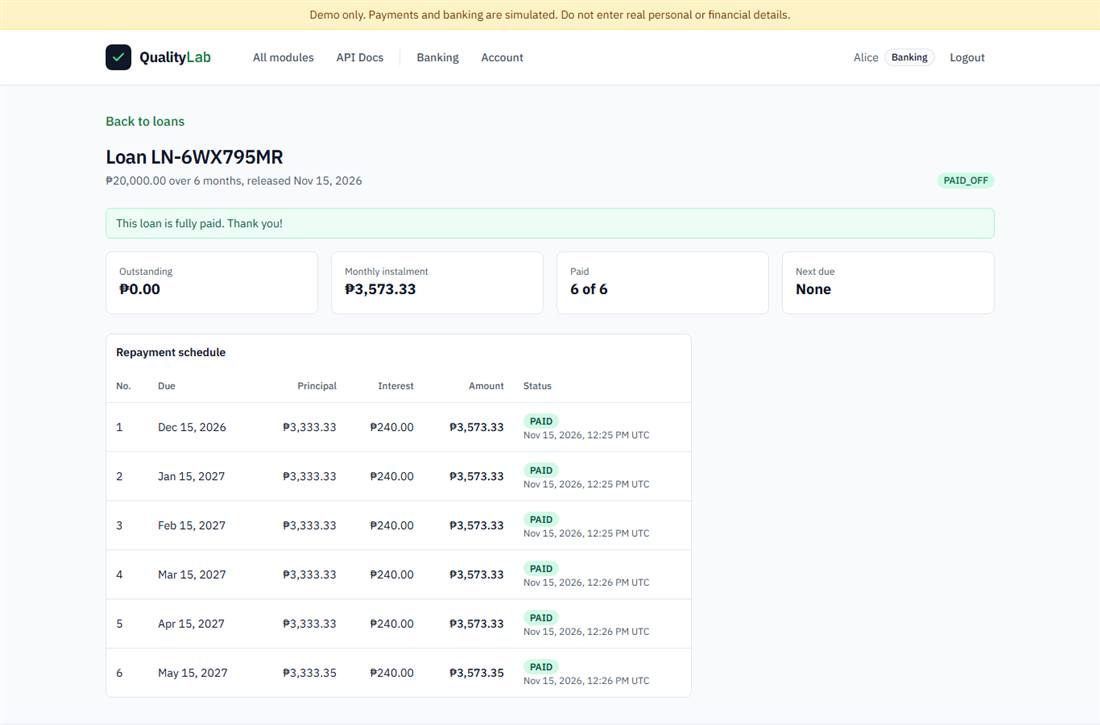 Demo only. Payments and banking are simulated. Do not enter real personal or financial details.
QualityLab All modules API Docs Banking Account Alice Banking Logout
Back to loans
Loan LN-6WX795MR
₱20,000.00 over 6 months, released Nov 15, 2026 PAID_OFF
This loan is fully paid. Thank you!
Outstanding Monthly instalment Paid Next due
₱0.00 ₱3,573.33 6 of 6 None
Repayment schedule
No. Due Principal Interest Amount Status
1 Dec 15, 2026 ₱3,333.33 ₱240.00 ₱3,573.33 PAID
Nov 15, 2026, 12:25 PM UTC
2 Jan 15, 2027 ₱3,333.33 ₱240.00 ₱3,573.33 PAID
Nov 15, 2026, 12:25 PM UTC
3 Feb 15, 2027 ₱3,333.33 ₱240.00 ₱3,573.33 PAID
Nov 15, 2026, 12:25 PM UTC
4 Mar 15, 2027 ₱3,333.33 ₱240.00 ₱3,573.33 PAID
Nov 15, 2026, 12:26 PM UTC
5 Apr 15, 2027 ₱3,333.33 ₱240.00 ₱3,573.33 PAID
Nov 15, 2026, 12:26 PM UTC
6 May 15, 2027 ₱3,333.35 ₱240.00 ₱3,573.35 PAID
Nov 15, 2026, 12:26 PM UTC